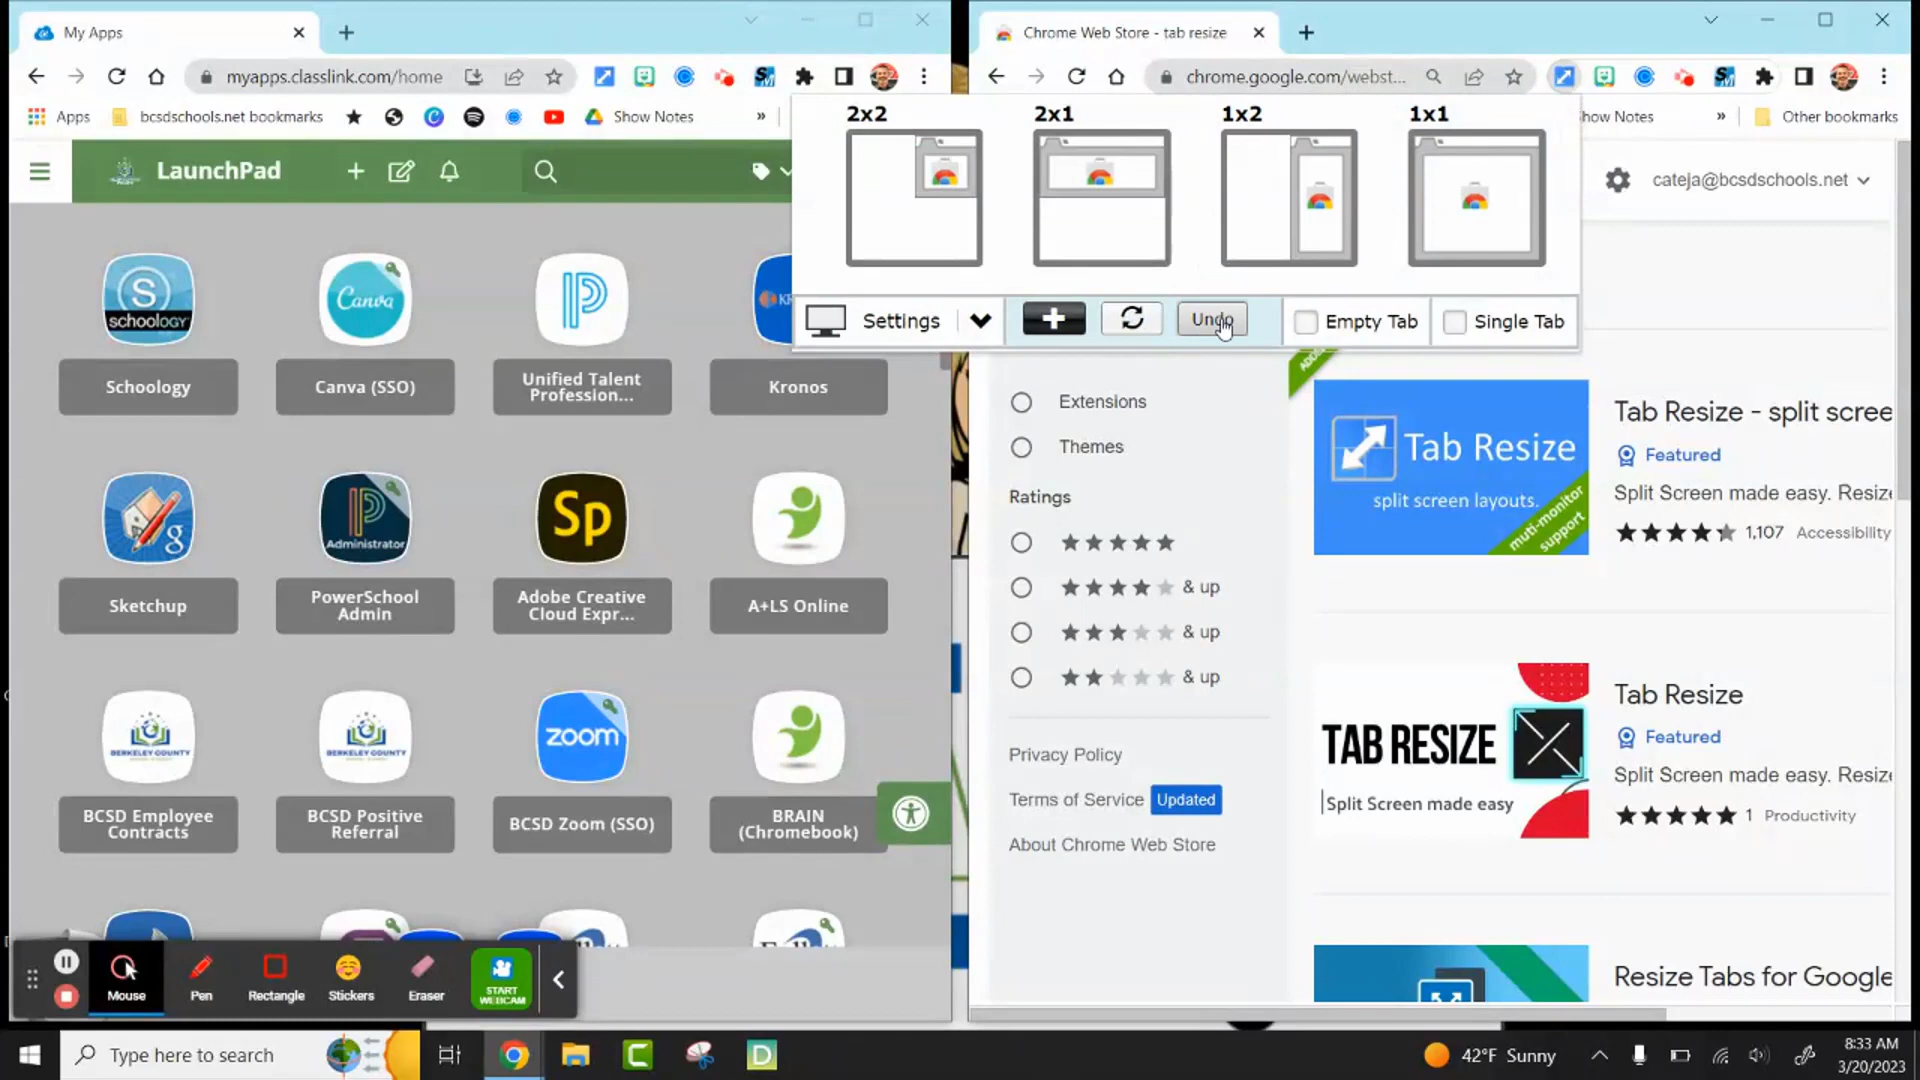 My Apps
Chrome Web Store - tab resize
myapps.classlink.com/home
chrome.google.com/webst...
Apps
bcsdschools.net bookmarks
Show Notes
»
how Notes
»
Other bookmarks
2x2
2x1
1x2
1x1
Settings
Undo
Empty Tab
Single Tab
LaunchPad
cateja@bcsdschools.net
S
schoology
Canva
Schoology
Canva (SSO)
Unified Talent
Profession...
Kronos
Administrator
Sp
Sketchup
PowerSchool
Admin
Adobe Creative
Cloud Expr...
A+LS Online
BERKELEY COUNTY
BERKELEY COUNTY
zoom
BCSD Employee
Contracts
BCSD Positive
Referral
BCSD Zoom (SSO)
BRAIN
(Chromebook)
Extensions
Themes
Ratings
& up
& up
& up
Privacy Policy
Terms of Service Updated
About Chrome Web Store
Tab Resize
split screen layouts.
muti-monitor
support
Tab Resize - split scree
Featured
Split Screen made easy. Resize
1,107 Accessibility
TAB RESIZE
Split Screen made easy
Tab Resize
Featured
Split Screen made easy. Resize
1 Productivity
Resize Tabs for Google
Mouse
Pen
Rectangle
Stickers
Eraser
START
WEBCAM
Type here to search
42°F Sunny
8:33 AM
3/20/2023